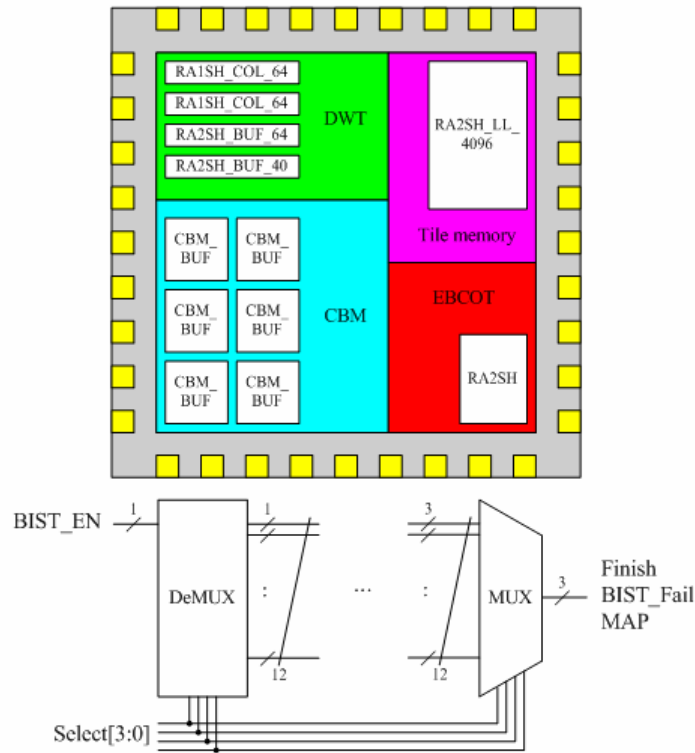 RA1SH_COL_64
RA1SH_COL_64
RA2SH_BUF_64
RA2SH_BUF_40
DWT
RA2SH_LL_
4096
Tile memory
CBM_
BUF
CBM_
BUF
CBM_
BUF
CBM_
BUF
CBM_
BUF
CBM_
BUF
CBM
EBCOT
RA2SH
BIST_EN
1
DeMUX
1
:
12
...
3
:
12
MUX
3
Finish
BIST_Fail
MAP
Select[3:0]